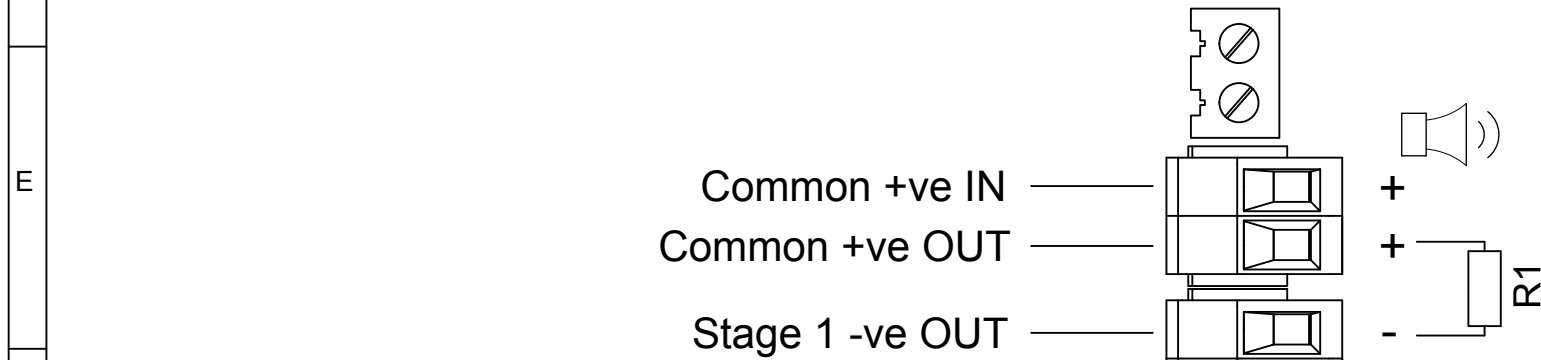 E
Common +ve IN +
Common +ve OUT +
R1
Stage 1 -ve OUT -